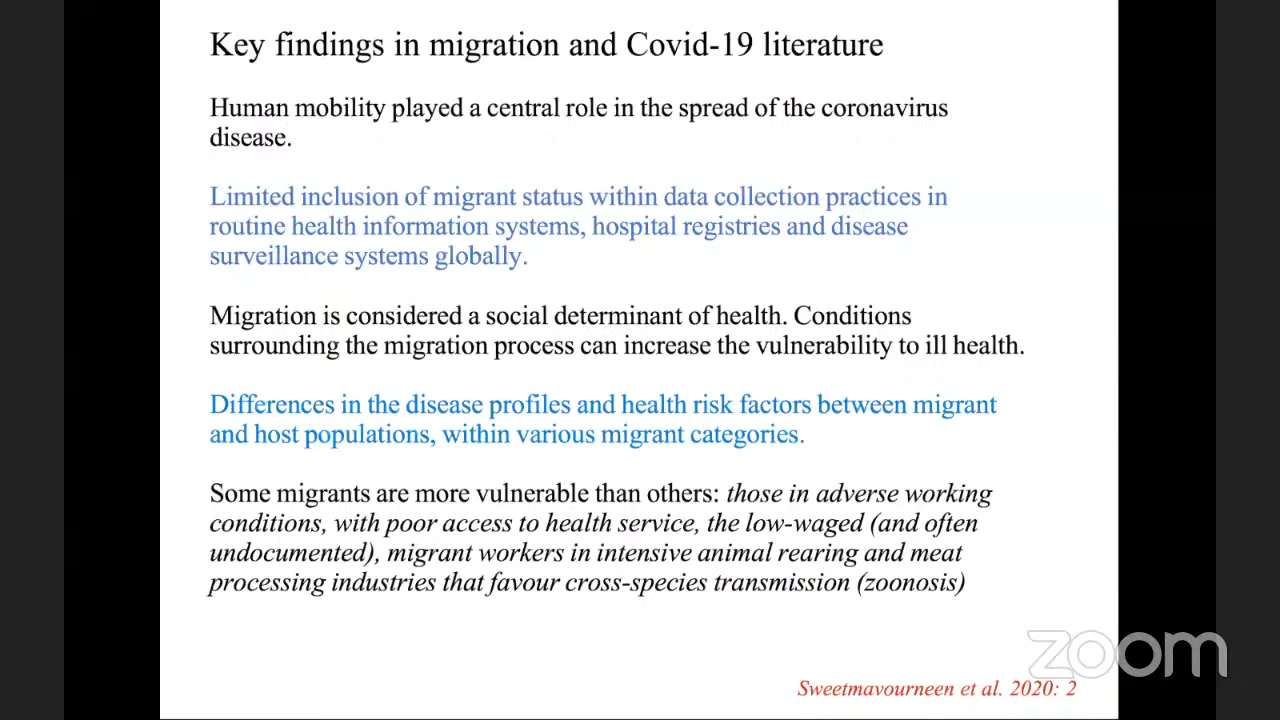 Key findings in migration and Covid-19 literature
Human mobility played a central role in the spread of the coronavirus
disease.
Limited inclusion of migrant status within data collection practices in
routine health information systems, hospital registries and disease
surveillance systems globally.
Migration is considered a social determinant of health. Conditions
surrounding the migration process can increase the vulnerability to ill health.
Differences in the disease profiles and health risk factors between migrant
and host populations, within various migrant categories.
Some migrants are more vulnerable than others: those in adverse working
conditions, with poor access to health service, the low-waged (and often
undocumented), migrant workers in intensive animal rearing and meat
processing industries that favour cross-species transmission (zoonosis)
zoom
Sweetmavourneen et al. 2020: 2